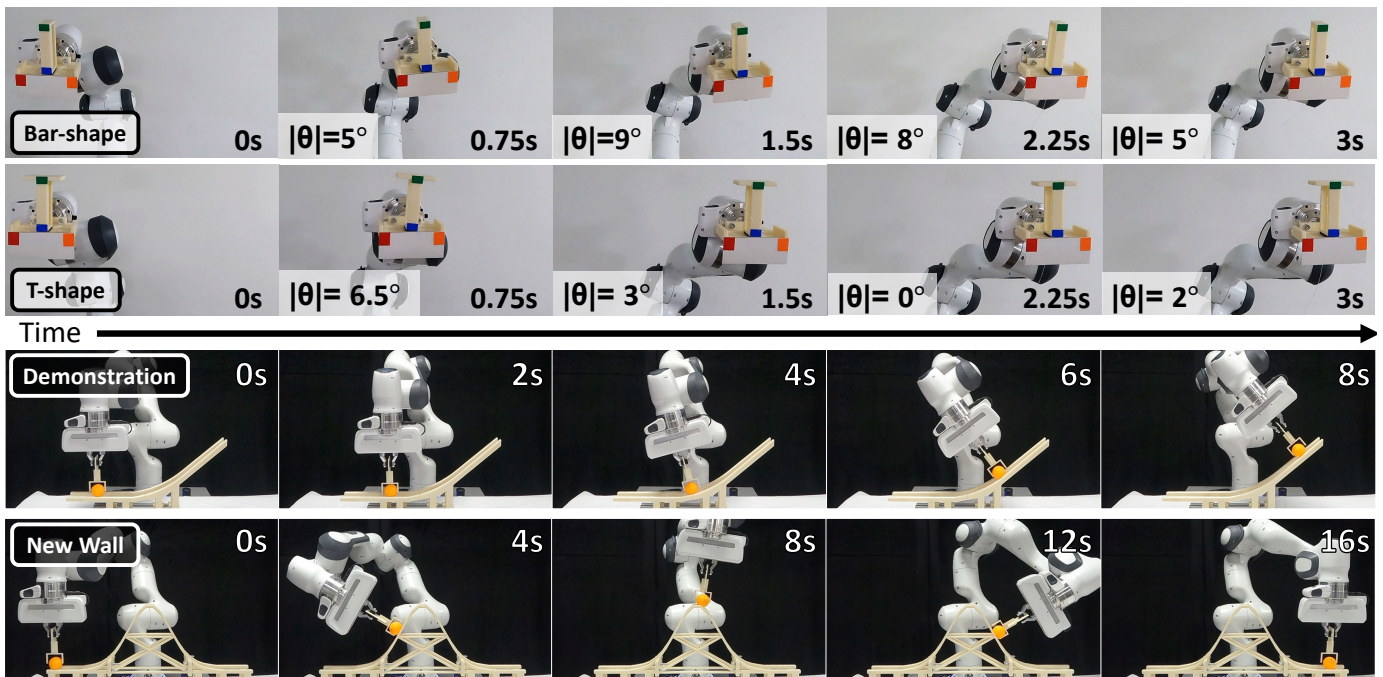 Bar-shape
0s
|θ|=5°
0.75s
|θ|=9°
1.5s
|θ|= 8°
2.25s
|θ|= 5°
3s
T-shape
0s
|θ|= 6.5°
0.75s
|θ|= 3°
1.5s
|θ|= 0°
2.25s
|θ|= 2°
3s
Time
Demonstration
0s
2s
4s
6s
8s
New Wall
0s
4s
8s
12s
16s